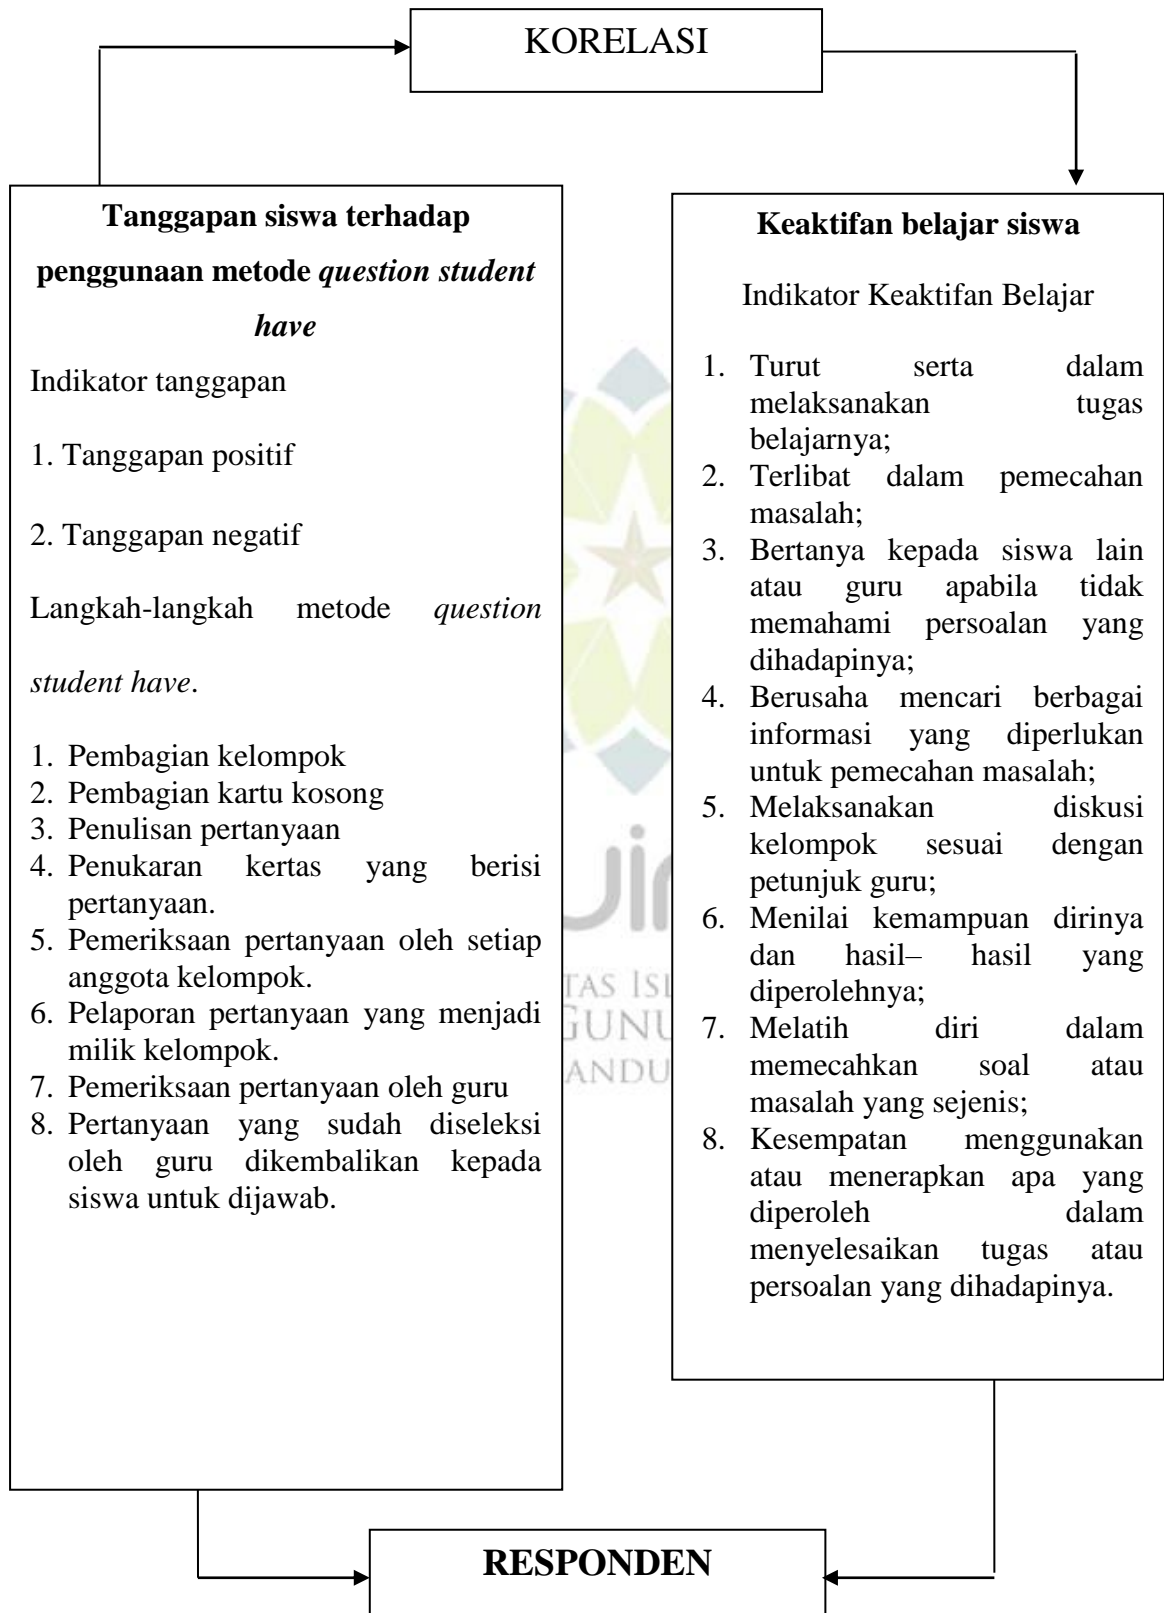 KORELASI
Tanggapan siswa terhadap
penggunaan metode question student
have
Indikator tanggapan
1. Tanggapan positif
2. Tanggapan negatif
Langkah-langkah metode question
student have.
1. Pembagian kelompok
2. Pembagian kartu kosong
3. Penulisan pertanyaan
4. Penukaran kertas yang berisi
pertanyaan.
5. Pemeriksaan pertanyaan oleh setiap
anggota kelompok.
6. Pelaporan pertanyaan yang menjadi
milik kelompok.
7. Pemeriksaan pertanyaan oleh guru
8. Pertanyaan yang sudah diseleksi
oleh guru dikembalikan kepada
siswa untuk dijawab.
Keaktifan belajar siswa
Indikator Keaktifan Belajar
1. Turut serta dalam
melaksanakan tugas
belajarnya;
2. Terlibat dalam pemecahan
masalah;
3. Bertanya kepada siswa lain
atau guru apabila tidak
memahami persoalan yang
dihadapinya;
4. Berusaha mencari berbagai
informasi yang diperlukan
untuk pemecahan masalah;
5. Melaksanakan diskusi
kelompok sesuai dengan
petunjuk guru;
6. Menilai kemampuan dirinya
dan hasil– hasil yang
diperolehnya;
7. Melatih diri dalam
memecahkan soal atau
masalah yang sejenis;
8. Kesempatan menggunakan
atau menerapkan apa yang
diperoleh dalam
menyelesaikan tugas atau
persoalan yang dihadapinya.
RESPONDEN